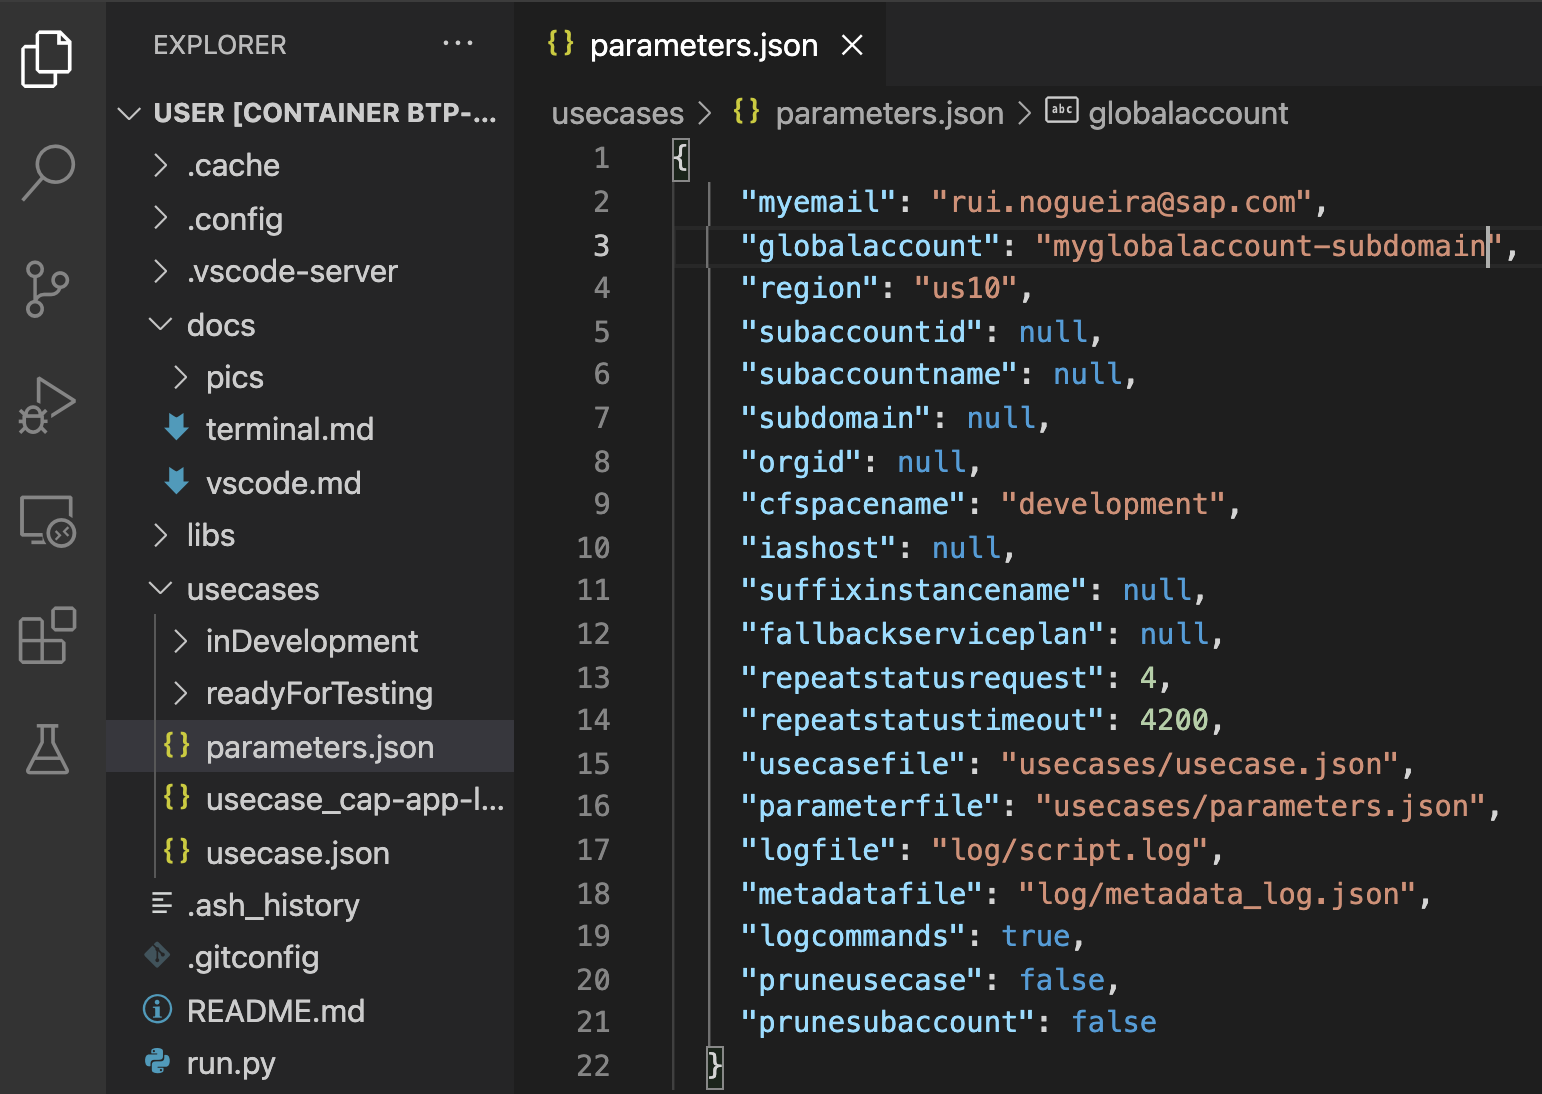 EXPLORER ...
USER [CONTAINER BTP-...
.cache
.config
.vscode-server
docs
pics
terminal.md
vscode.md
libs
usecases
inDevelopment
readyForTesting
{} parameters.json
{} usecase_cap-app-l...
{} usecase.json
.ash_history
.gitconfig
README.md
run.py
{} parameters.json
usecases > {} parameters.json > abc globalaccount
1 {
2 "myemail": "rui.nogueira@sap.com",
3 "globalaccount": "myglobalaccount-subdomain",
4 "region": "us10",
5 "subaccountid": null,
6 "subaccountname": null,
7 "subdomain": null,
8 "orgid": null,
9 "cfspacename": "development",
10 "iashost": null,
11 "suffixinstancename": null,
12 "fallbackserviceplan": null,
13 "repeatstatusrequest": 4,
14 "repeatstatustimeout": 4200,
15 "usecasefile": "usecases/usecase.json",
16 "parameterfile": "usecases/parameters.json",
17 "logfile": "log/script.log",
18 "metadatafile": "log/metadata_log.json",
19 "logcommands": true,
20 "pruneusecase": false,
21 "prunesubaccount": false
22 }